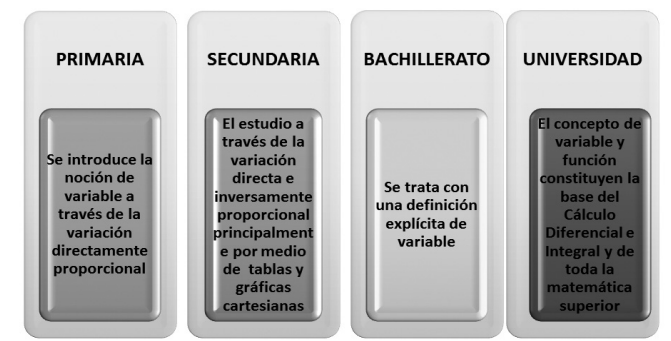 PRIMARIA
Se introduce la
noción de
variable a
través de la
variación
directamente
proporcional
SECUNDARIA
El estudio a
través de la
variación
directa e
inversamente
proporcional
principalment
e por medio
de tablas y
gráficas
cartesianas
BACHILLERATO
Se trata con
una definición
explícita de
variable
UNIVERSIDAD
El concepto de
variable y
función
constituyen la
base del
Cálculo
Diferencial e
Integral y de
toda la
matemática
superior